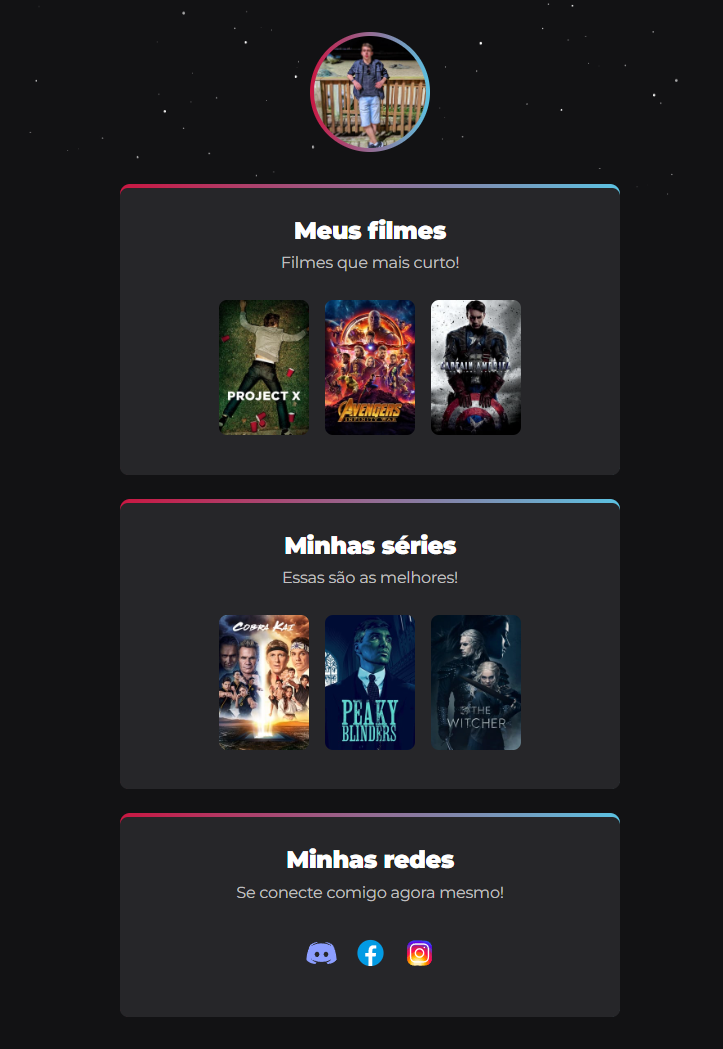 Meus filmes
Filmes que mais curto!
PROJECT X
AVENGERS
INFINITY WAR
CAPTAIN AMERICA
Minhas séries
Essas são as melhores!
COBRA KAI
PEAKY
BLINDERS
THE
WITCHER
Minhas redes
Se conecte comigo agora mesmo!